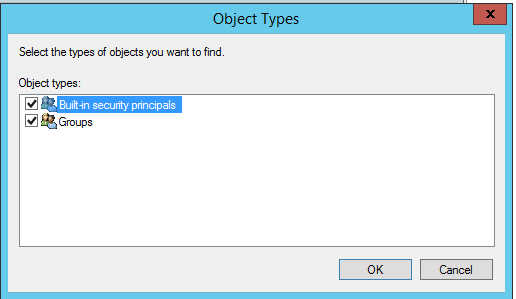 Object Types
x
Select the types of objects you want to find.
Object types:
Built-in security principals
Groups
OK
Cancel